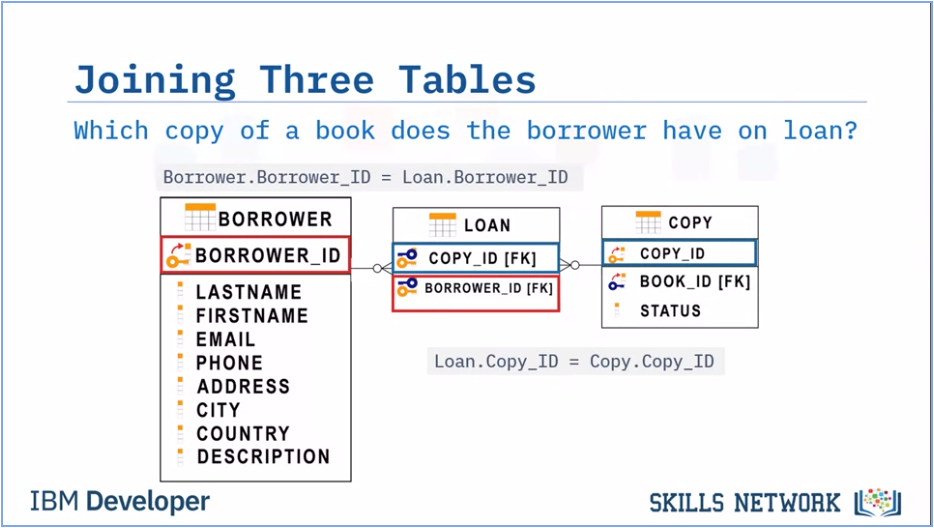 Joining Three Tables
Which copy of a book does the borrower have on loan?
Borrower.Borrower_ID = Loan.Borrower_ID
BORROWER
BORROWER_ID
LASTNAME
FIRSTNAME
EMAIL
PHONE
ADDRESS
CITY
COUNTRY
DESCRIPTION
LOAN
COPY_ID [FK]
BORROWER_ID [FK]
COPY
COPY_ID
BOOK_ID [FK]
STATUS
Loan.Copy_ID = Copy.Copy_ID
IBM Developer
SKILLS NETWORK